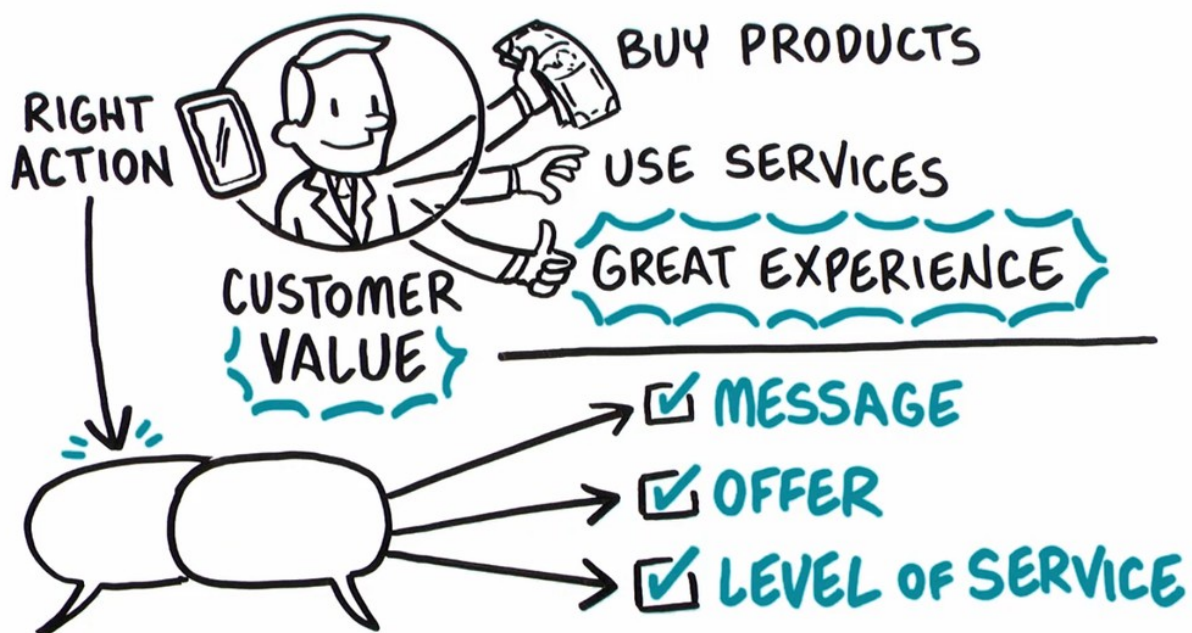 RIGHT
ACTION
BUY PRODUCTS
USE SERVICES
GREAT EXPERIENCE
CUSTOMER
VALUE
MESSAGE
OFFER
LEVEL OF SERVICE